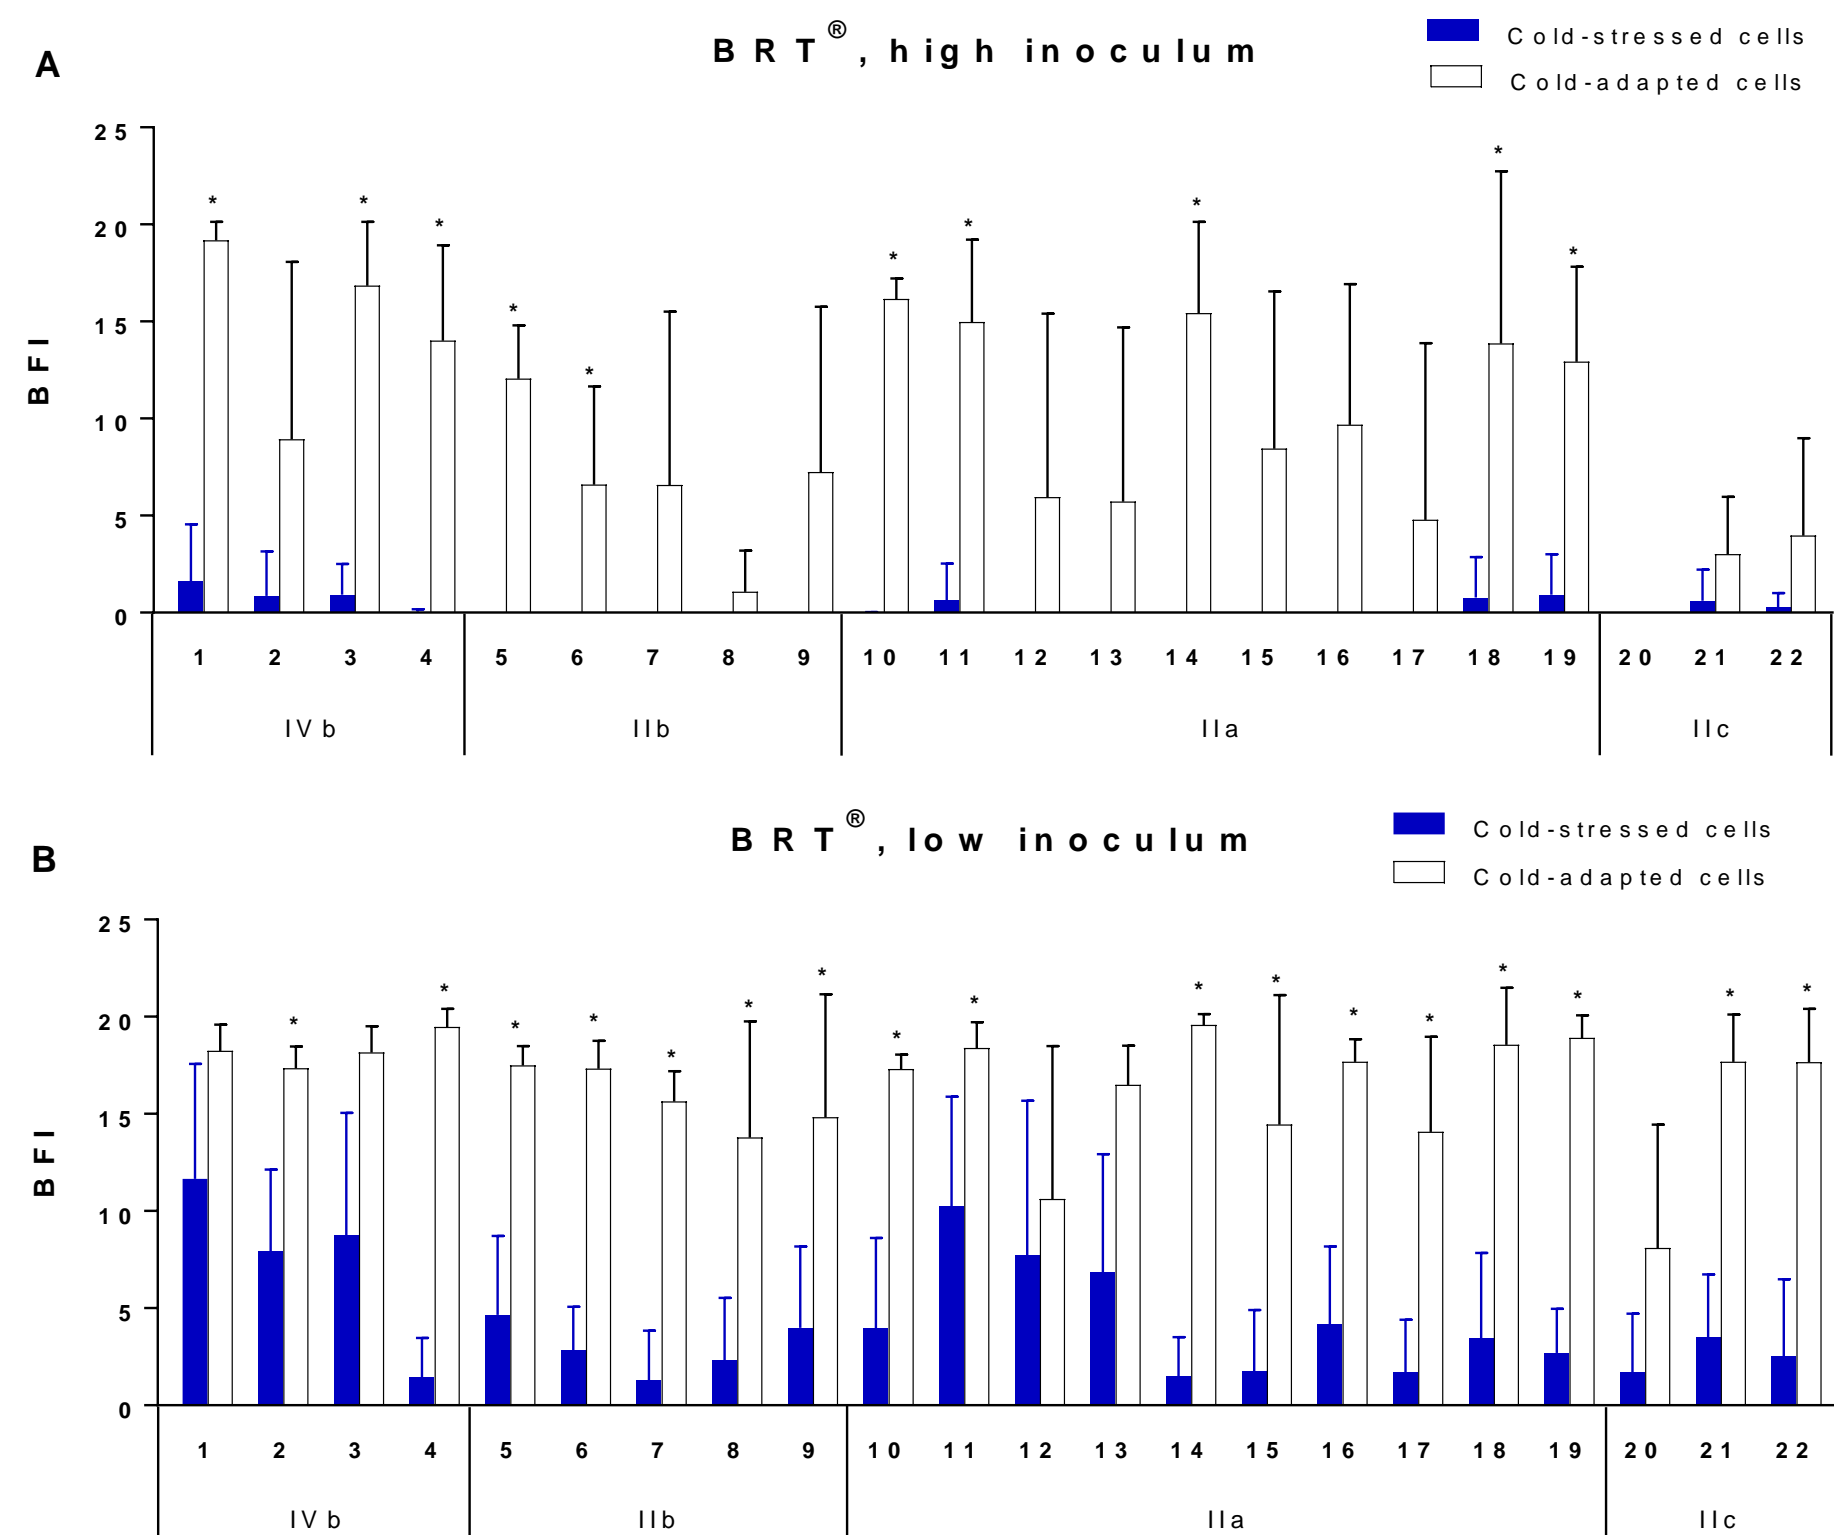 A
BRT®, high inoculum
Cold-stressed cells
Cold-adapted cells
BFI
25
20
15
10
5
0
* * * * * * * * * * *
1 2 3 4 5 6 7 8 9 10 11 12 13 14 15 16 17 18 19 20 21 22
IVb IIb IIa IIc
B
BRT®, low inoculum
Cold-stressed cells
Cold-adapted cells
BFI
25
20
15
10
5
0
* * * * * * * * * * * * * * * * *
1 2 3 4 5 6 7 8 9 10 11 12 13 14 15 16 17 18 19 20 21 22
IVb IIb IIa IIc